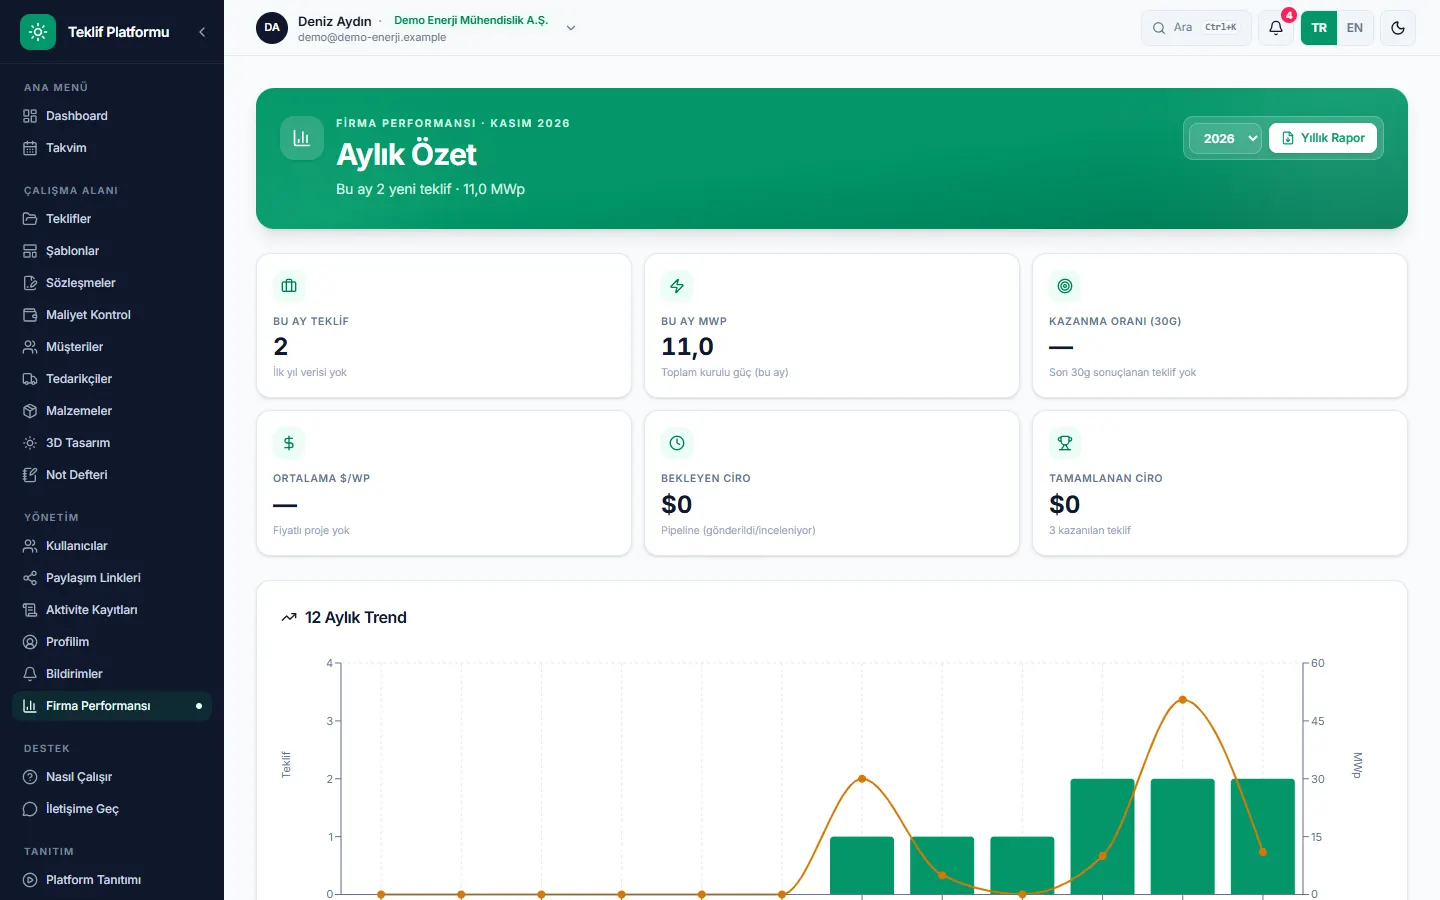 Teklif Platformu
ANA MENÜ
Dashboard
Takvim
ÇALIŞMA ALANI
Teklifler
Şablonlar
Sözleşmeler
Maliyet Kontrol
Müşteriler
Tedarikçiler
Malzemeler
3D Tasarım
Not Defteri
YÖNETİM
Kullanıcılar
Paylaşım Linkleri
Aktivite Kayıtları
Profilim
Bildirimler
Firma Performansı
DESTEK
Nasıl Çalışır
İletişime Geç
TANITIM
Platform Tanıtımı
DA
Deniz Aydın · Demo Enerji Mühendislik A.Ş.
demo@demo-enerji.example
Ara Ctrl+K
4
TR EN
FİRMA PERFORMANSI · KASIM 2026
Aylık Özet
Bu ay 2 yeni teklif · 11,0 MWp
2026 Yıllık Rapor
BU AY TEKLİF
2
İlk yıl verisi yok
BU AY MWP
11,0
Toplam kurulu güç (bu ay)
KAZANMA ORANI (30G)
—
Son 30g sonuçlanan teklif yok
ORTALAMA $/WP
—
Fiyatlı proje yok
BEKLEYEN CİRO
$0
Pipeline (gönderildi/inceleniyor)
TAMAMLANAN CİRO
$0
3 kazanılan teklif
12 Aylık Trend
Teklif
4
3
2
1
0
60
45
30
15
0
MWp